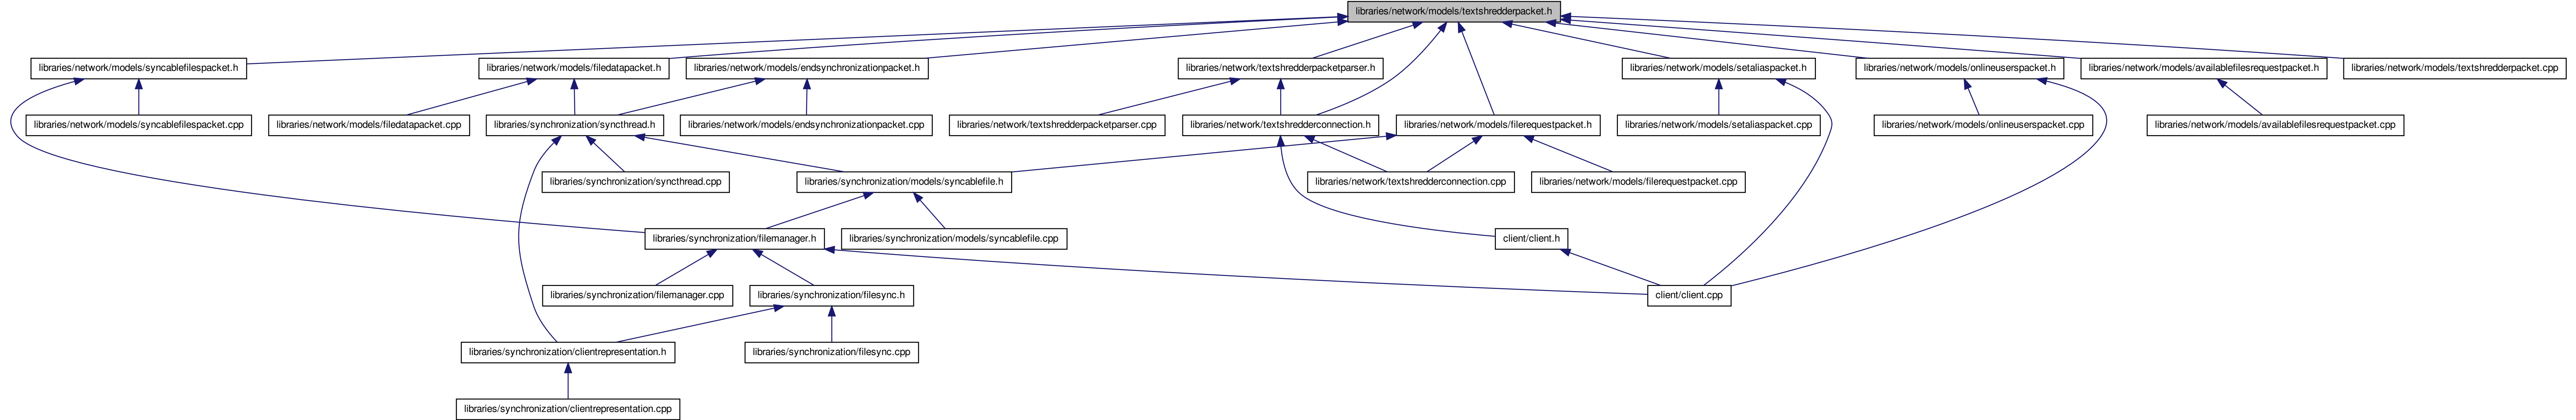 libraries/network/models/textshredderpacket.h
libraries/network/models/syncablefilespacket.h
libraries/network/models/filedatapacket.h
libraries/network/models/endsynchronizationpacket.h
libraries/network/textshredderpacketparser.h
libraries/network/models/setaliaspacket.h
libraries/network/models/onlineuserspacket.h
libraries/network/models/availablefilesrequestpacket.h
libraries/network/models/textshredderpacket.cpp
libraries/network/models/syncablefilespacket.cpp
libraries/network/models/filedatapacket.cpp
libraries/synchronization/syncthread.h
libraries/network/models/endsynchronizationpacket.cpp
libraries/network/textshredderpacketparser.cpp
libraries/network/textshredderconnection.h
libraries/network/models/filerequestpacket.h
libraries/network/models/setaliaspacket.cpp
libraries/network/models/onlineuserspacket.cpp
libraries/network/models/availablefilesrequestpacket.cpp
libraries/synchronization/syncthread.cpp
libraries/synchronization/models/syncablefile.h
libraries/network/textshredderconnection.cpp
libraries/network/models/filerequestpacket.cpp
libraries/synchronization/filemanager.h
libraries/synchronization/models/syncablefile.cpp
client/client.h
libraries/synchronization/filemanager.cpp
libraries/synchronization/filesync.h
client/client.cpp
libraries/synchronization/clientrepresentation.h
libraries/synchronization/filesync.cpp
libraries/synchronization/clientrepresentation.cpp